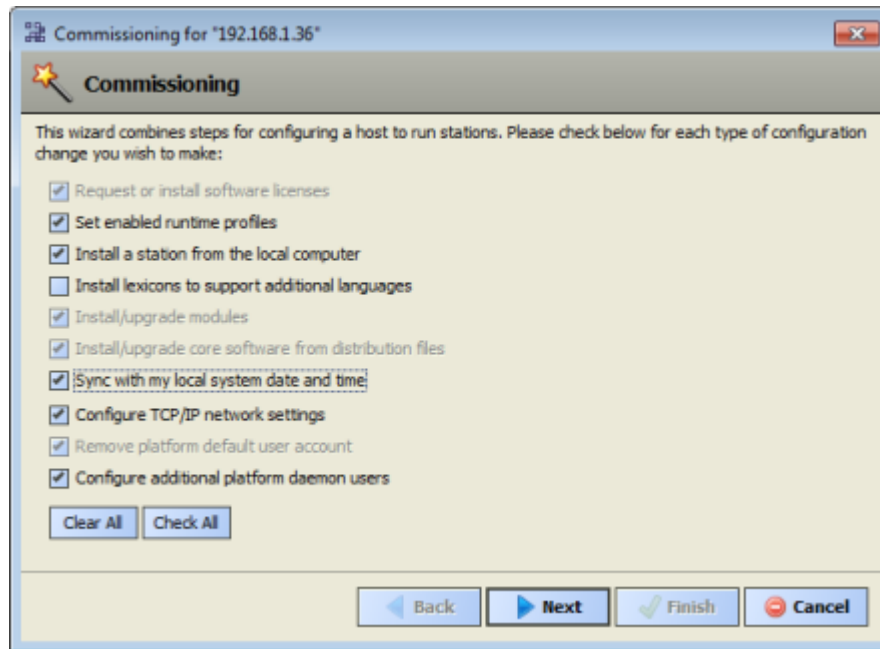 Commissioning for "192.168.1.36"
Commissioning
This wizard combines steps for configuring a host to run stations. Please check below for each type of configuration
change you wish to make:
Request or install software licenses
Set enabled runtime profiles
Install a station from the local computer
Install lexicons to support additional languages
Install/upgrade modules
Install/upgrade core software from distribution files
Sync with my local system date and time
Configure TCP/IP network settings
Remove platform default user account
Configure additional platform daemon users
Clear All Check All
Back Next Finish Cancel